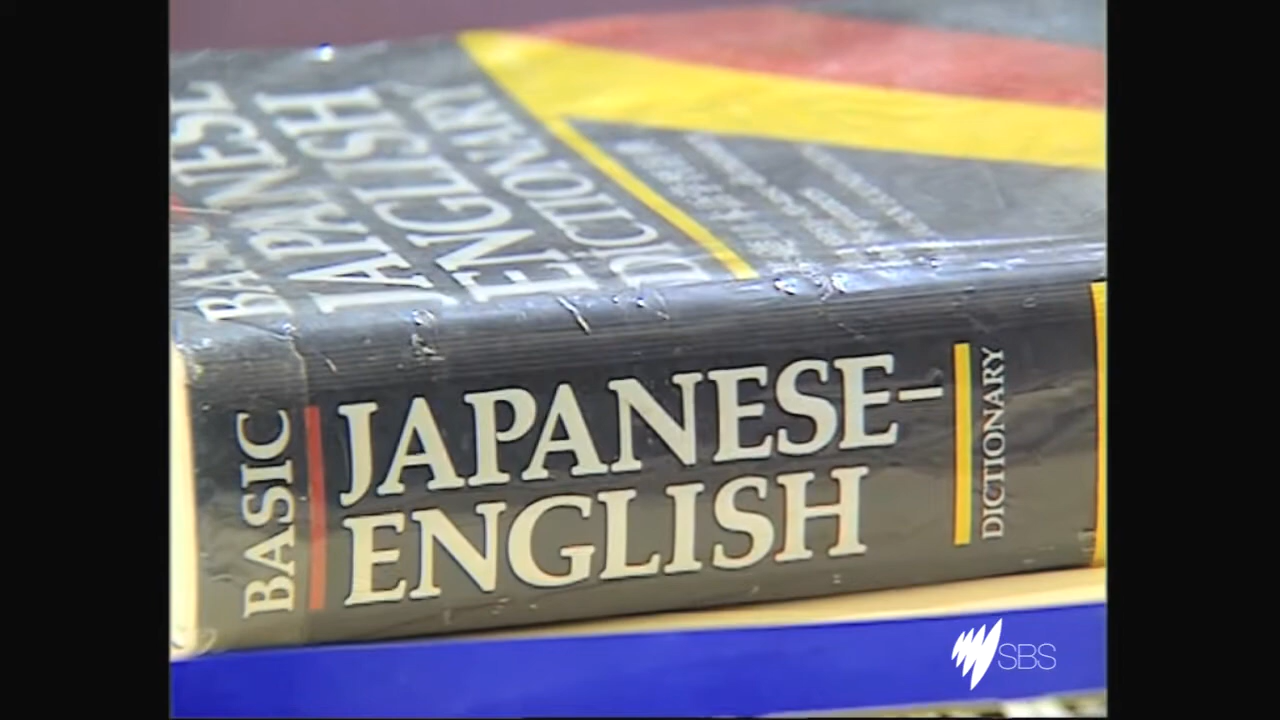 BASIC
JAPANESE
ENGLISH
DICTIONARY
BASIC
JAPANESE-
ENGLISH
DICTIONARY
SBS